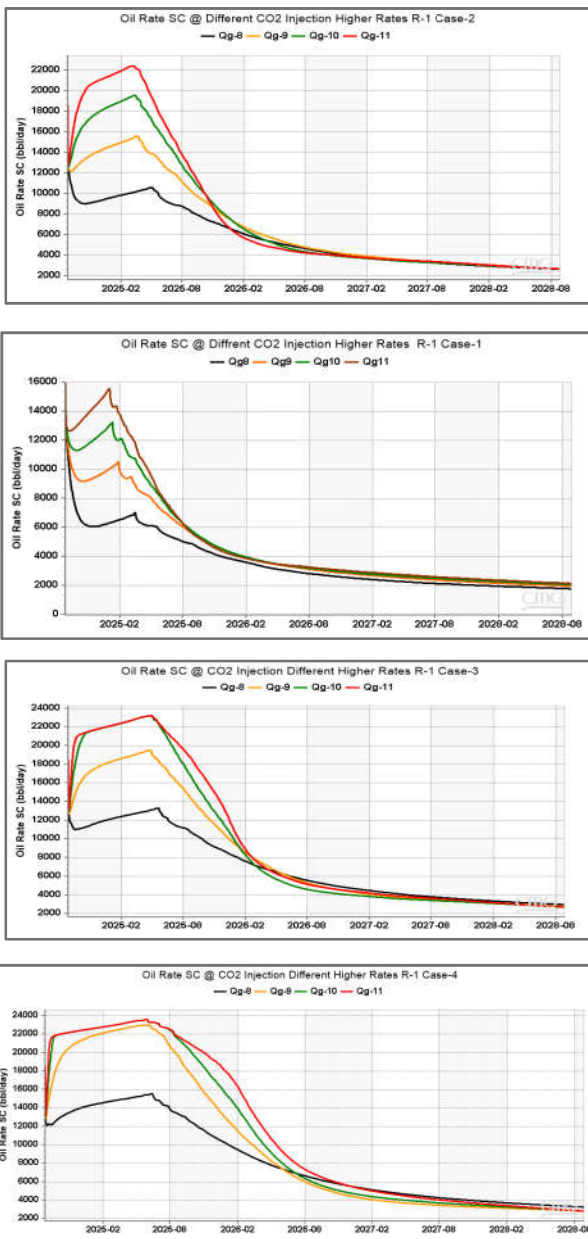 Oil Rate SC @ Different CO2 Injection Higher Rates R-1 Case-2
Qg-8 Qg-9 Qg-10 Qg-11
Oil Rate SC (bbl/day)
22000
20000
18000
16000
14000
12000
10000
8000
6000
4000
2000
2025-02 2025-08 2026-02 2026-08 2027-02 2027-08 2028-02 2028-08
CMG
Oil Rate SC @ Diffrent CO2 Injection Higher Rates R-1 Case-1
Qg8 Qg9 Qg10 Qg11
Oil Rate SC (bbl/day)
16000
14000
12000
10000
8000
6000
4000
2000
0
2025-02 2025-08 2026-02 2026-08 2027-02 2027-08 2028-02 2028-08
CMG
Oil Rate SC @ CO2 Injection Different Higher Rates R-1 Case-3
Qg-8 Qg-9 Qg-10 Qg-11
Oil Rate SC (bbl/day)
24000
22000
20000
18000
16000
14000
12000
10000
8000
6000
4000
2000
2025-02 2025-08 2026-02 2026-08 2027-02 2027-08 2028-02 2028-08
Oil Rate SC @ CO2 Injection Different Higher Rates R-1 Case-4
Qg-8 Qg-9 Qg-10 Qg-11
Oil Rate SC (bbl/day)
24000
22000
20000
18000
16000
14000
12000
10000
8000
6000
4000
2000
2025-02 2025-08 2026-02 2026-08 2027-02 2027-08 2028-02 2028-08